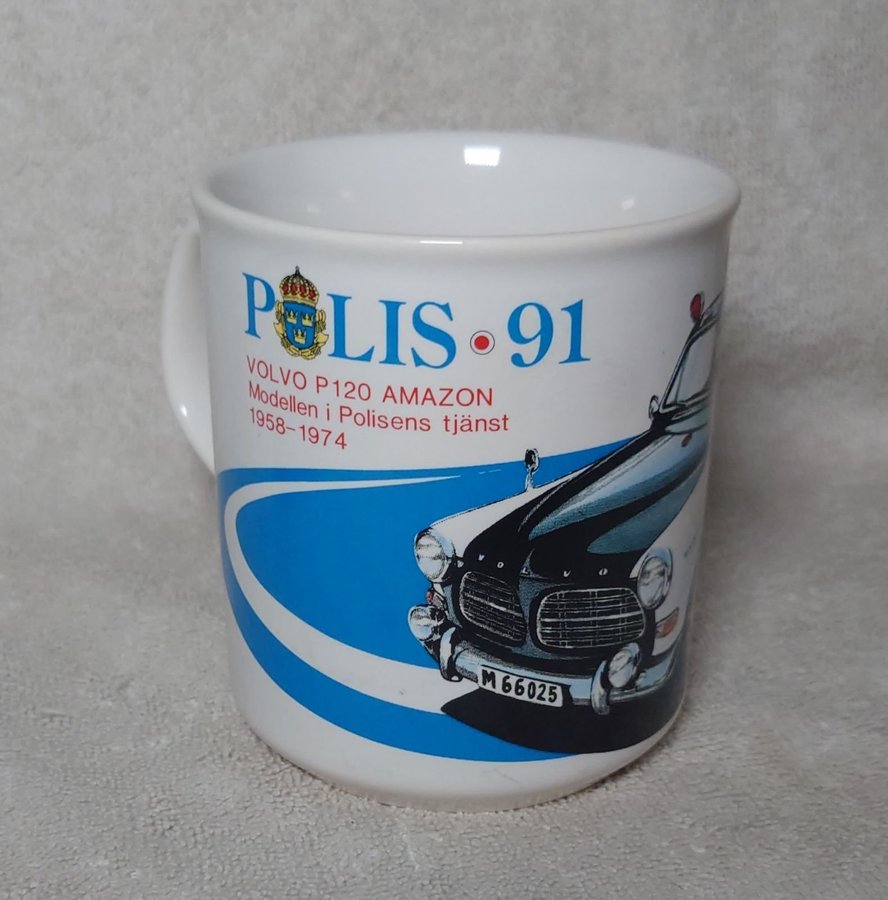 POLIS • 91
VOLVO P120 AMAZON
Modellen i Polisens tjänst
1958-1974
VOLVO
M 66025